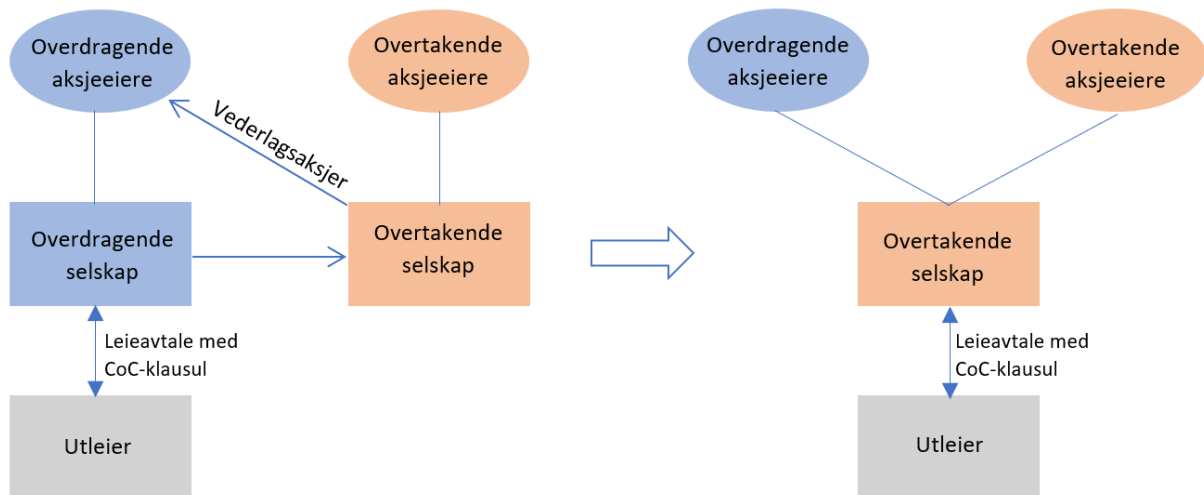 Overdragende
aksjeeiere
Overtakende
aksjeeiere
Vederlagsaksjer
Overdragende
selskap
Overtakende
selskap
Leieavtale med
CoC-klausul
Utleier
Overdragende
aksjeeiere
Overtakende
aksjeeiere
Overtakende
selskap
Leieavtale med
CoC-klausul
Utleier